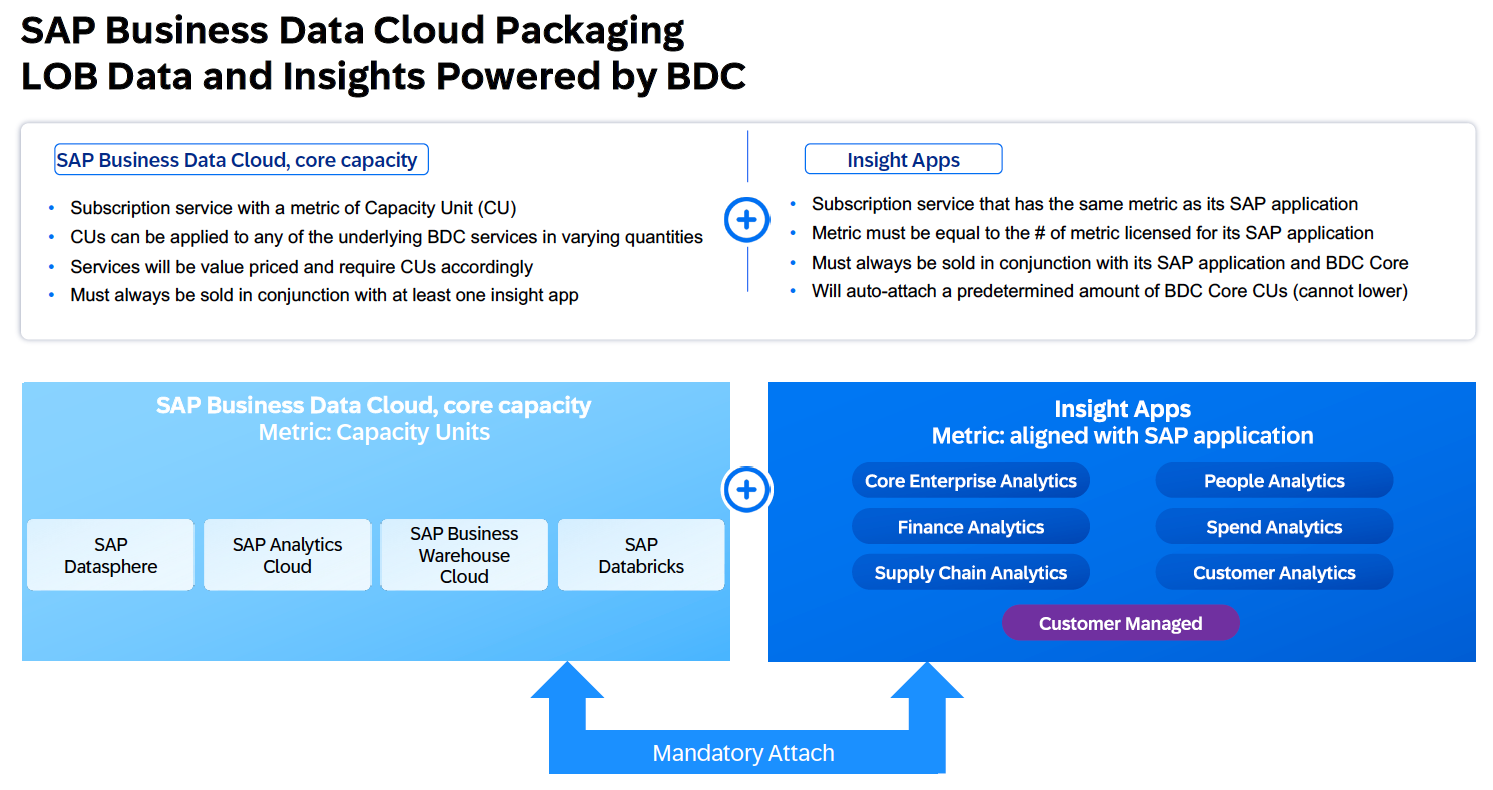 SAP Business Data Cloud Packaging
LOB Data and Insights Powered by BDC
SAP Business Data Cloud, core capacity
• Subscription service with a metric of Capacity Unit (CU)
• CUs can be applied to any of the underlying BDC services in varying quantities
• Services will be value priced and require CUs accordingly
• Must always be sold in conjunction with at least one insight app
Insight Apps
• Subscription service that has the same metric as its SAP application
• Metric must be equal to the # of metric licensed for its SAP application
• Must always be sold in conjunction with its SAP application and BDC Core
• Will auto-attach a predetermined amount of BDC Core CUs (cannot lower)
SAP Business Data Cloud, core capacity
Metric: Capacity Units
SAP
Datasphere
SAP Analytics
Cloud
SAP Business
Warehouse
Cloud
SAP
Databricks
Insight Apps
Metric: aligned with SAP application
Core Enterprise Analytics
People Analytics
Finance Analytics
Spend Analytics
Supply Chain Analytics
Customer Analytics
Customer Managed
Mandatory Attach